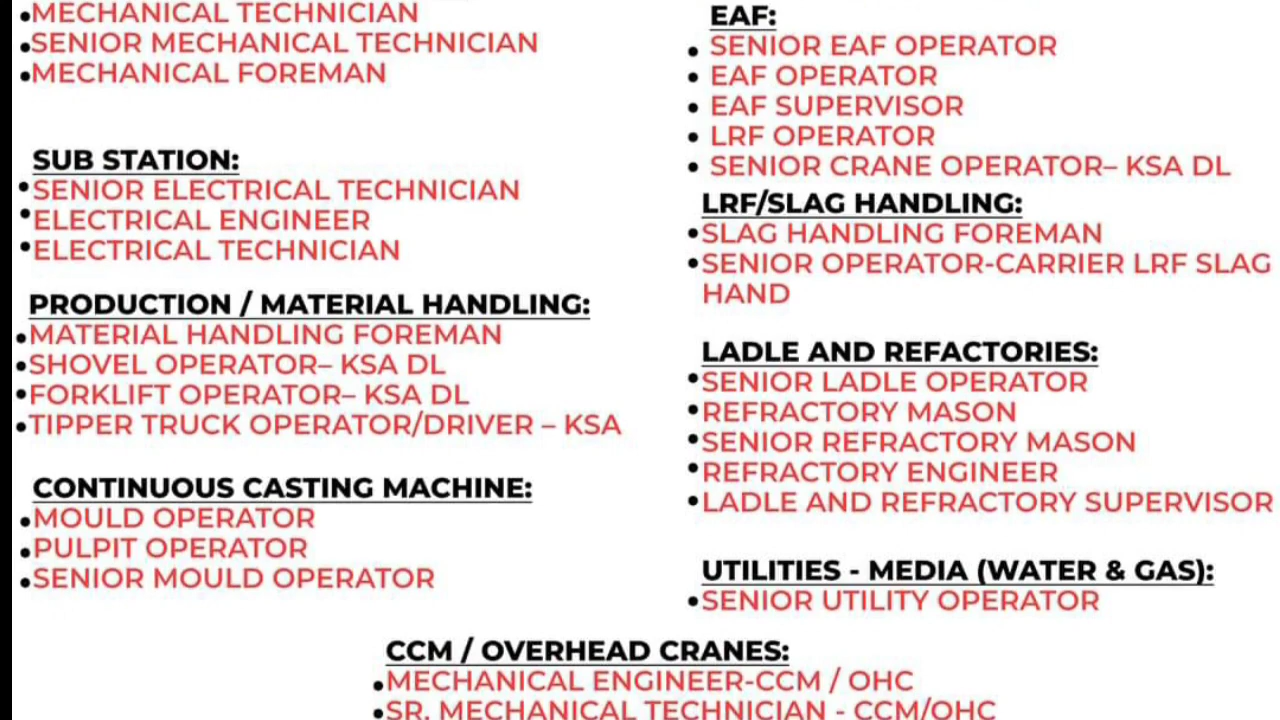 •MECHANICAL TECHNICIAN
•SENIOR MECHANICAL TECHNICIAN
•MECHANICAL FOREMAN
SUB STATION:
•SENIOR ELECTRICAL TECHNICIAN
•ELECTRICAL ENGINEER
•ELECTRICAL TECHNICIAN
PRODUCTION / MATERIAL HANDLING:
•MATERIAL HANDLING FOREMAN
•SHOVEL OPERATOR– KSA DL
•FORKLIFT OPERATOR– KSA DL
•TIPPER TRUCK OPERATOR/DRIVER – KSA
CONTINUOUS CASTING MACHINE:
•MOULD OPERATOR
•PULPIT OPERATOR
•SENIOR MOULD OPERATOR
EAF:
• SENIOR EAF OPERATOR
• EAF OPERATOR
• EAF SUPERVISOR
• LRF OPERATOR
• SENIOR CRANE OPERATOR– KSA DL
LRF/SLAG HANDLING:
•SLAG HANDLING FOREMAN
•SENIOR OPERATOR-CARRIER LRF SLAG
HAND
LADLE AND REFACTORIES:
•SENIOR LADLE OPERATOR
•REFRACTORY MASON
•SENIOR REFRACTORY MASON
•REFRACTORY ENGINEER
•LADLE AND REFRACTORY SUPERVISOR
UTILITIES - MEDIA (WATER & GAS):
•SENIOR UTILITY OPERATOR
CCM / OVERHEAD CRANES:
•MECHANICAL ENGINEER-CCM / OHC
•SR. MECHANICAL TECHNICIAN - CCM/OHC